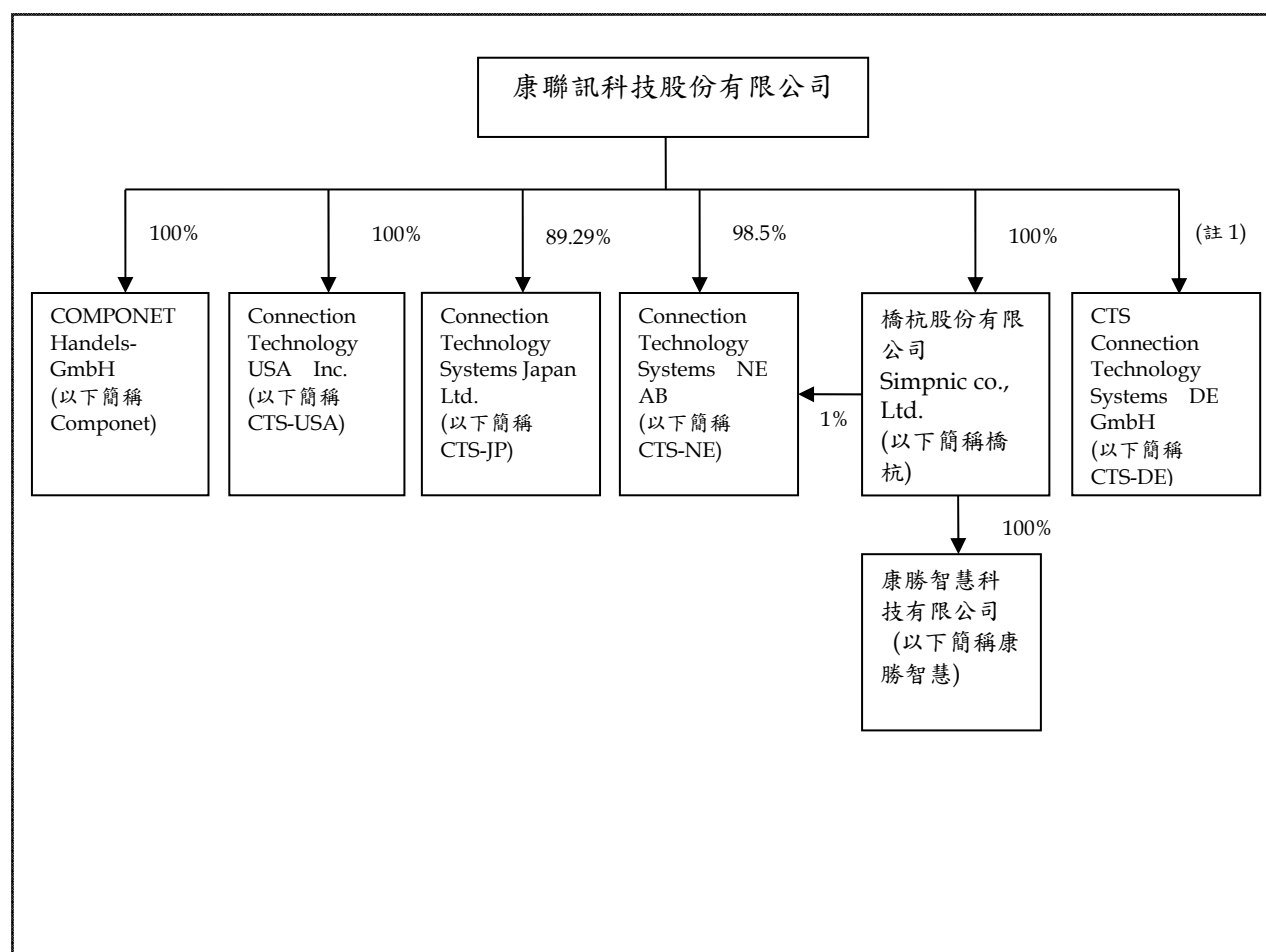 康聯訊科技股份有限公司
100%
100%
89.29%
98.5%
100%
(註 1)
COMPONET
Handels-
GmbH
(以下簡稱
Componet)
Connection
Technology
USA Inc.
(以下簡稱
CTS-USA)
Connection
Technology
Systems Japan
Ltd.
(以下簡稱
CTS-JP)
Connection
Technology
Systems NE
AB
(以下簡稱
CTS-NE)
1%
橋杭股份有限
公司
Simpnic co.,
Ltd.
(以下簡稱橋
杭)
CTS
Connection
Technology
Systems DE
GmbH
(以下簡稱
CTS-DE)
100%
康勝智慧科
技有限公司
(以下簡稱康
勝智慧)